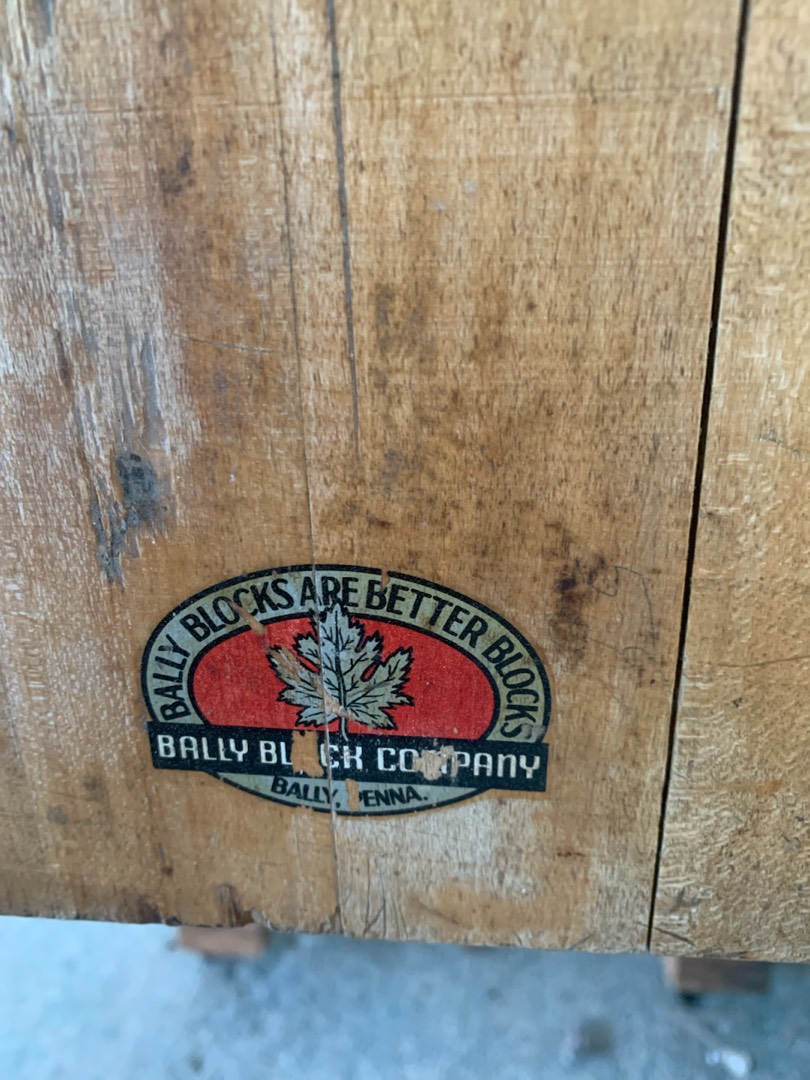 BALLY BLOCKS ARE BETTER BLOCKS
BALLY BLOCK COMPANY
BALLY, PENNA.